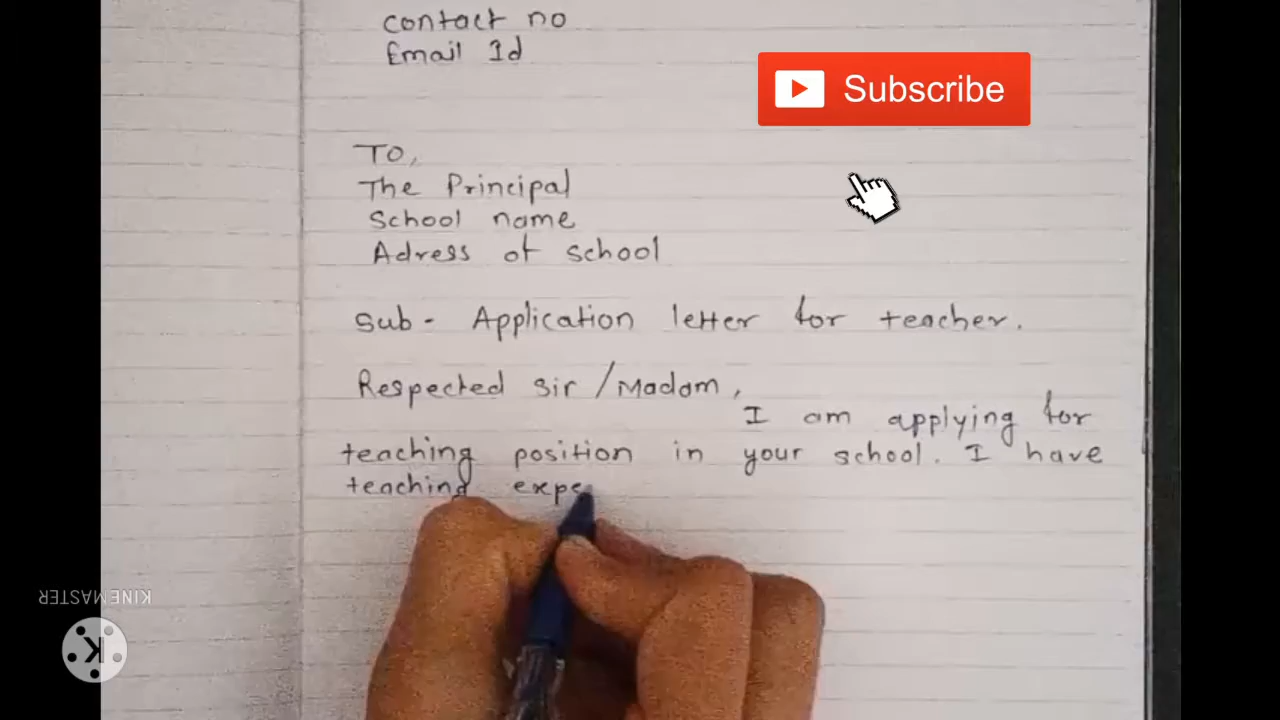 contact no
Email Id
Subscribe
To,
The Principal
School name
Adress of school
Sub - Application letter for teacher.
Respected Sir /Madam,
I am applying for
teaching position in your school. I have
teaching expe
KINEMASTER
K